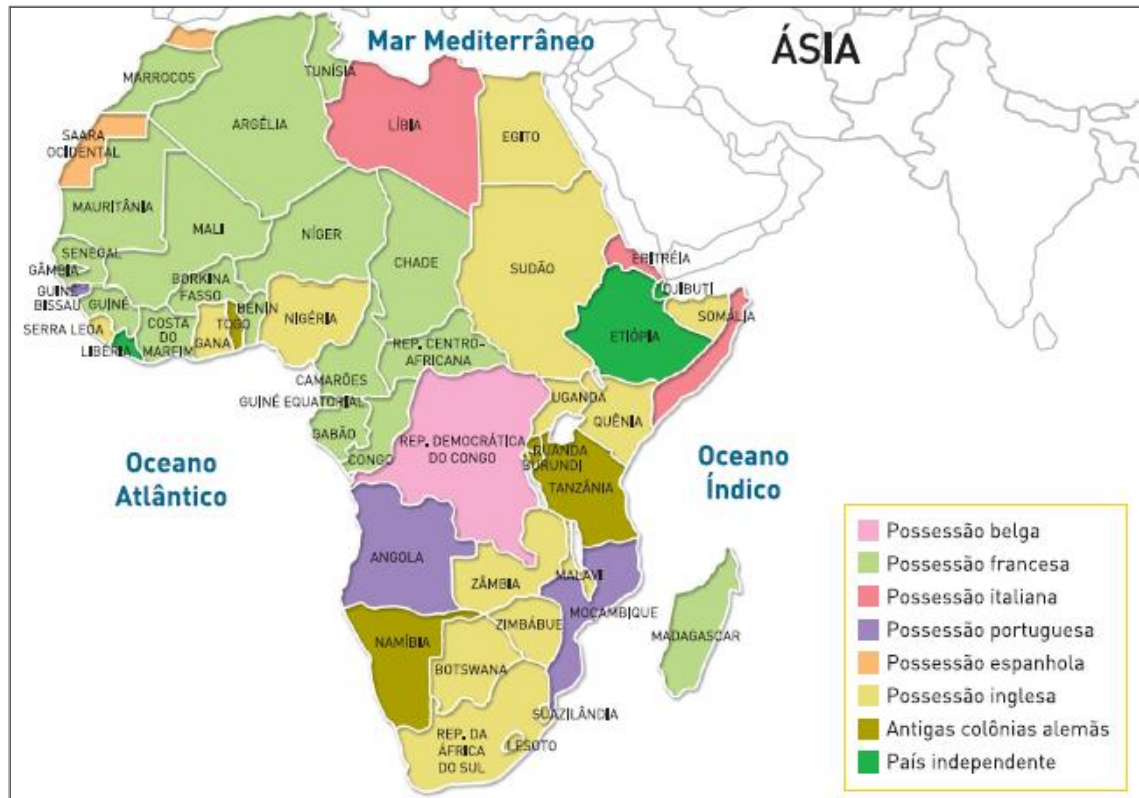 Mar Mediterrâneo
ÁSIA
MARROCOS
TUNÍSIA
ARGÉLIA
LÍBIA
EGITO
SAARA
OCIDENTAL
MAURITÂNIA
MALI
NÍGER
CHADE
SUDÃO
ERITRÉIA
SENEGAL
GÂMBIA
GUINÉ
BISSAU
GUINÉ
BORKINA
FASSO
BENIN
TOGO
NIGÉRIA
DJIBUTI
SOMÁLIA
ETIÓPIA
SERRA LEOA
LIBÉRIA
COSTA
DO
MARFIM
GANA
REP. CENTRO-
AFRICANA
CAMARÕES
GUINÉ EQUATORIAL
GABÃO
CONGO
REP. DEMOCRÁTICA
DO CONGO
UGANDA
QUÊNIA
RUANDA
BURUNDI
TANZÂNIA
Oceano
Atlântico
Oceano
Índico
ANGOLA
ZÂMBIA
MALAVI
MOÇAMBIQUE
ZIMBÁBUE
NAMÍBIA
BOTSWANA
MADAGASCAR
SUAZILÂNDIA
LESOTO
REP. DA
ÁFRICA
DO SUL
Possessão belga
Possessão francesa
Possessão italiana
Possessão portuguesa
Possessão espanhola
Possessão inglesa
Antigas colônias alemãs
País independente